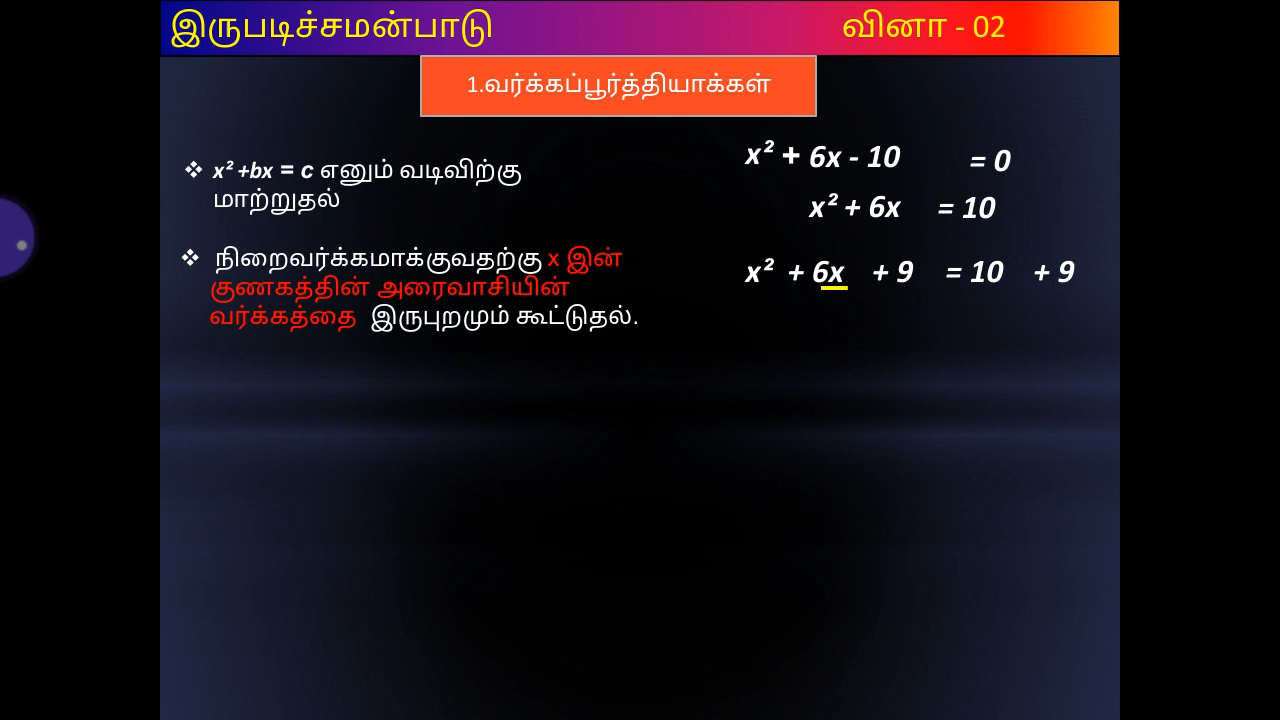 இருபடிச்சமன்பாடு வினா - 02
1.வர்க்கப்பூர்த்தியாக்கள்
❖ x² +bx = c எனும் வடிவிற்கு
மாற்றுதல்
❖ நிறைவர்க்கமாக்குவதற்கு x இன்
குணகத்தின் அரைவாசியின்
வர்க்கத்தை இருபுறமும் கூட்டுதல்.
x² + 6x - 10 = 0
x² + 6x = 10
x² + 6x + 9 = 10 + 9